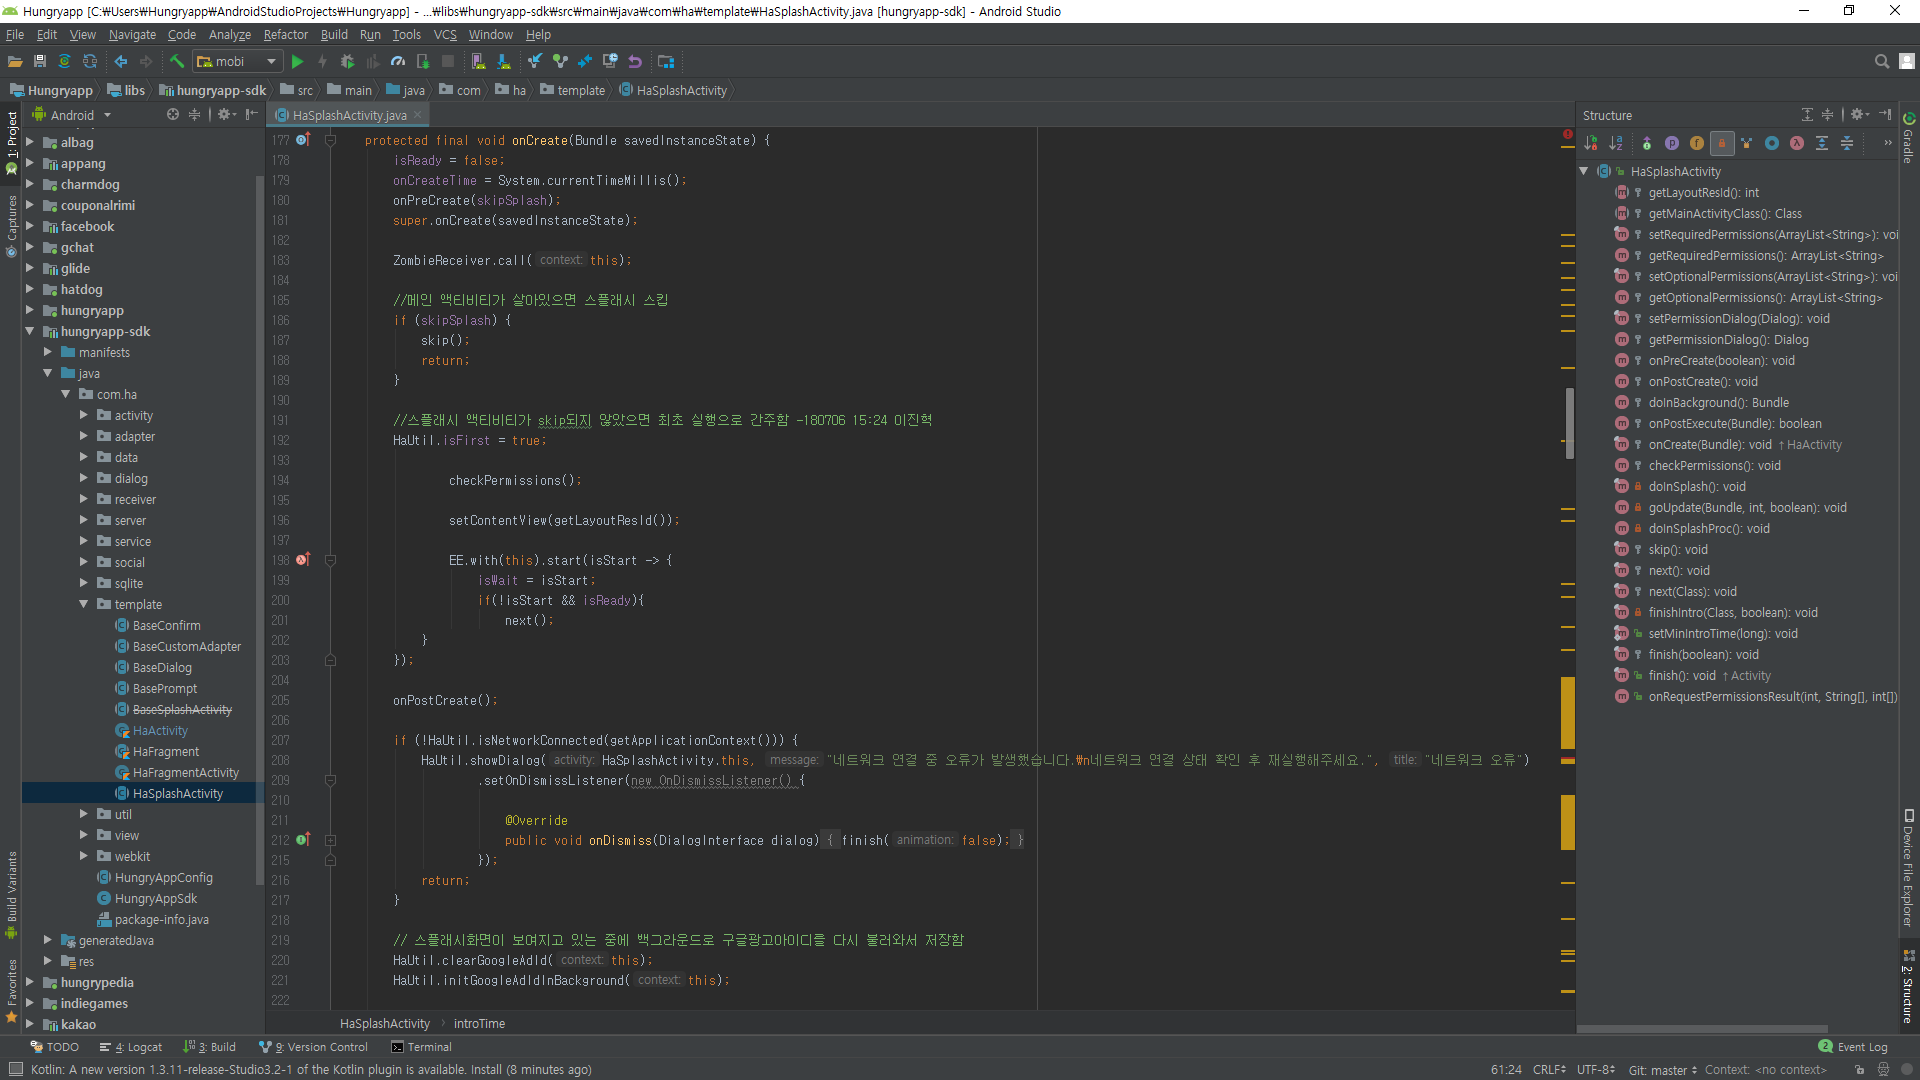 Hungryapp [C:₩Users₩Hungryapp₩AndroidStudioProjects₩Hungryapp] - ...₩libs₩hungryapp-sdk₩src₩main₩java₩com₩ha₩template₩HaSplashActivity.java [hungryapp-sdk] - Android Studio
File Edit View Navigate Code Analyze Refactor Build Run Tools VCS Window Help
mobi
Hungryapp libs hungryapp-sdk src main java com ha template HaSplashActivity
1: Project
Captures
Build Variants
Favorites
Android
albag
appang
charmdog
couponalrimi
facebook
gchat
glide
hatdog
hungryapp
hungryapp-sdk
manifests
java
com.ha
activity
adapter
data
dialog
receiver
server
service
social
sqlite
template
BaseConfirm
BaseCustomAdapter
BaseDialog
BasePrompt
BaseSplashActivity
HaActivity
HaFragment
HaFragmentActivity
HaSplashActivity
util
view
webkit
HungryAppConfig
HungryAppSdk
package-info.java
generatedJava
res
hungrypedia
indiegames
kakao
HaSplashActivity.java
177 protected final void onCreate(Bundle savedInstanceState) {
178 isReady = false;
179 onCreateTime = System.currentTimeMillis();
180 onPreCreate(skipSplash);
181 super.onCreate(savedInstanceState);
182
183 ZombieReceiver.call( context: this);
184
185 //메인 액티비티가 살아있으면 스플래시 스킵
186 if (skipSplash) {
187 skip();
188 return;
189 }
190
191 //스플래시 액티비티가 skip되지 않았으면 최초 실행으로 간주함 -180706 15:24 이진혁
192 HaUtil.isFirst = true;
193
194 checkPermissions();
195
196 setContentView(getLayoutResId());
197
198 EE.with(this).start(isStart -> {
199 isWait = isStart;
200 if(!isStart && isReady){
201 next();
202 }
203 });
204
205 onPostCreate();
206
207 if (!HaUtil.isNetworkConnected(getApplicationContext())) {
208 HaUtil.showDialog( activity: HaSplashActivity.this, message: "네트워크 연결 중 오류가 발생했습니다.₩n네트워크 연결 상태 확인 후 재실행해주세요.", title: "네트워크 오류")
209 .setOnDismissListener(new OnDismissListener() {
210
211 @Override
212 public void onDismiss(DialogInterface dialog) { finish( animation: false); }
215 });
216 return;
217 }
218
219 // 스플래시화면이 보여지고 있는 중에 백그라운드로 구글광고아이디를 다시 불러와서 저장함
220 HaUtil.clearGoogleAdId( context: this);
221 HaUtil.initGoogleAdIdInBackground( context: this);
222
HaSplashActivity introTime
Structure
HaSplashActivity
getLayoutResId(): int
getMainActivityClass(): Class
setRequiredPermissions(ArrayList<String>): voi
getRequiredPermissions(): ArrayList<String>
setOptionalPermissions(ArrayList<String>): voi
getOptionalPermissions(): ArrayList<String>
setPermissionDialog(Dialog): void
getPermissionDialog(): Dialog
onPreCreate(boolean): void
onPostCreate(): void
doInBackground(): Bundle
onPostExecute(Bundle): boolean
onCreate(Bundle): void ↑HaActivity
checkPermissions(): void
doInSplash(): void
goUpdate(Bundle, int, boolean): void
doInSplashProc(): void
skip(): void
next(): void
next(Class): void
finishIntro(Class, boolean): void
setMinIntroTime(long): void
finish(boolean): void
finish(): void ↑Activity
onRequestPermissionsResult(int, String[], int[])
Gradle
Device File Explorer
2: Structure
TODO 4: Logcat 3: Build 9: Version Control Terminal 2 Event Log
Kotlin: A new version 1.3.11-release-Studio3.2-1 of the Kotlin plugin is available. Install (8 minutes ago) 61:24 CRLF UTF-8 Git: master Context: <no context>